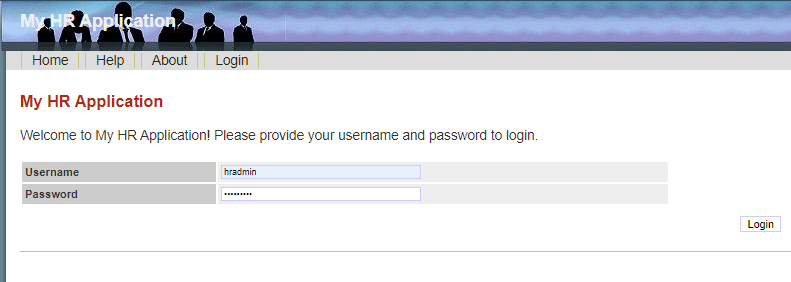 My HR Application
Home Help About Login
My HR Application
Welcome to My HR Application! Please provide your username and password to login.
Username hradmin
Password •••••••••
Login